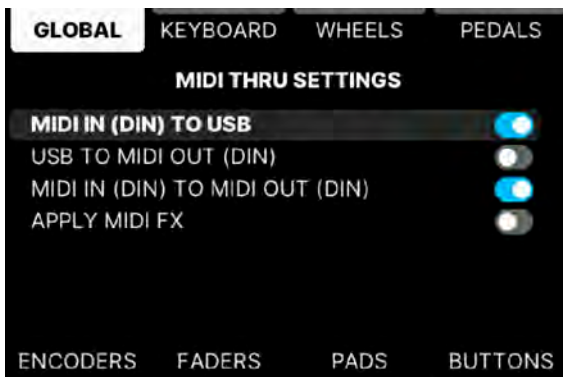 GLOBAL KEYBOARD WHEELS PEDALS
MIDI THRU SETTINGS
MIDI IN (DIN) TO USB
USB TO MIDI OUT (DIN)
MIDI IN (DIN) TO MIDI OUT (DIN)
APPLY MIDI FX
ENCODERS FADERS PADS BUTTONS